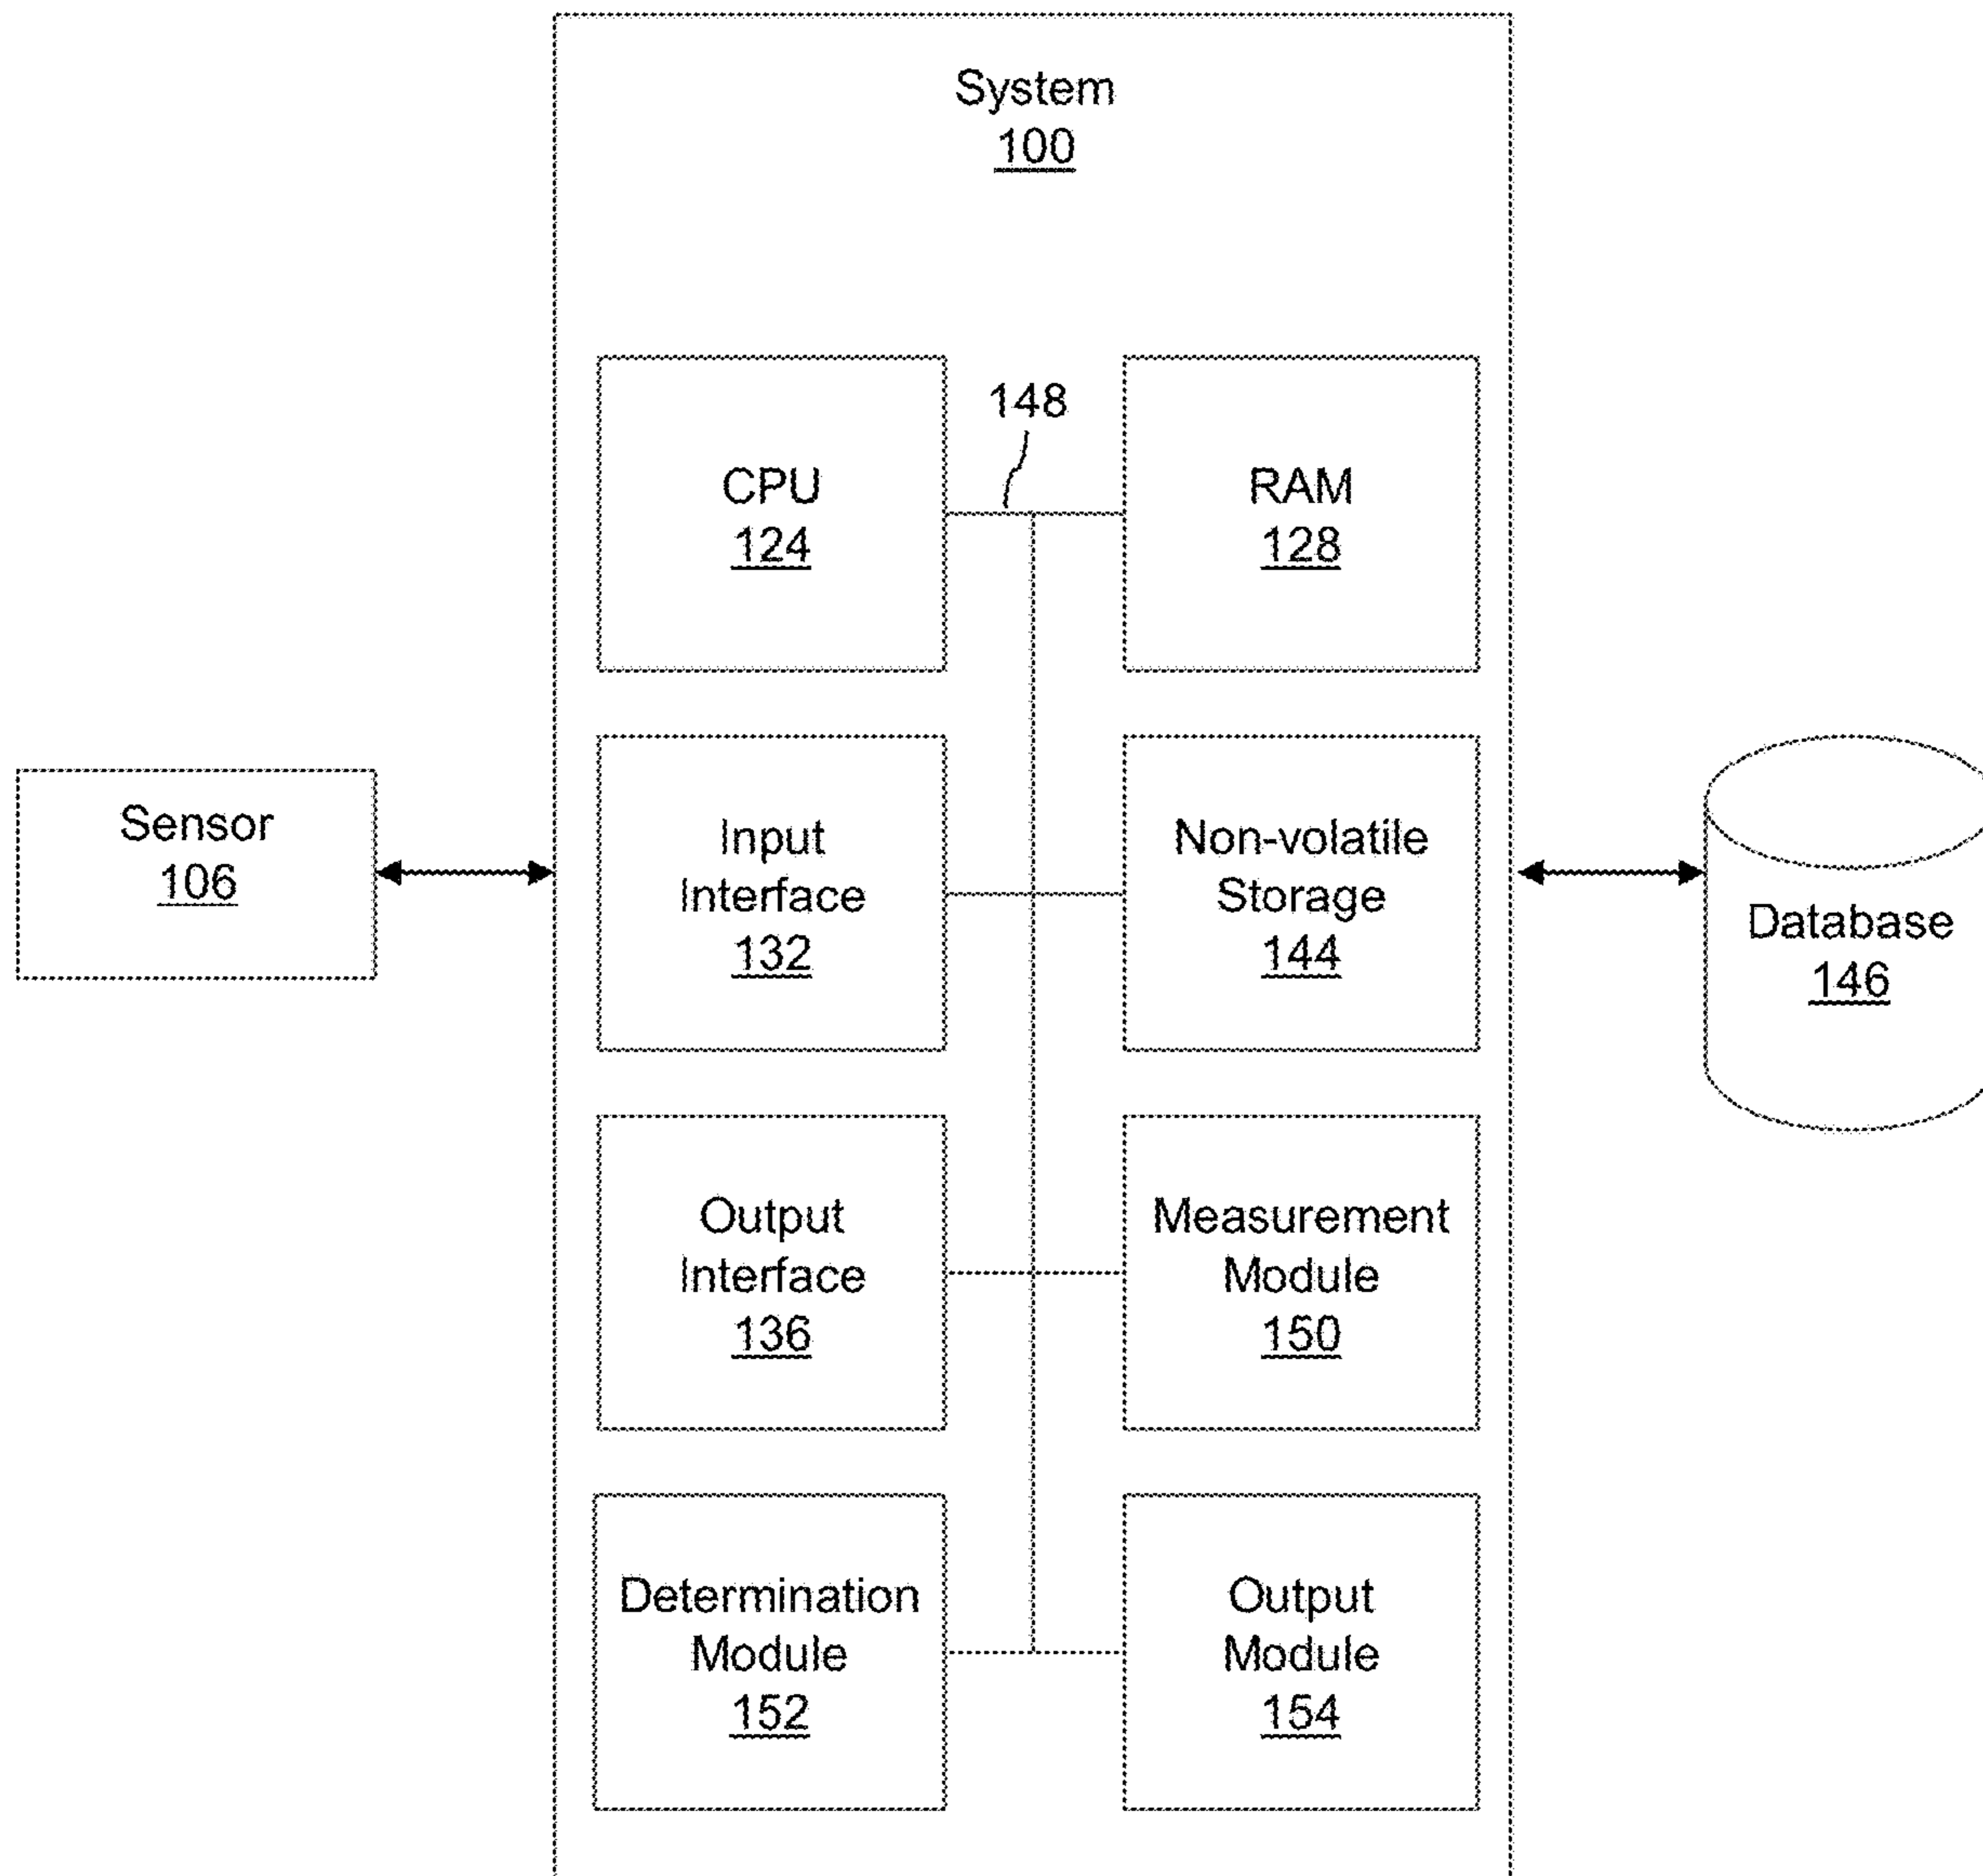 System
100
148
CPU
124
RAM
128
Sensor
106
Input
Interface
132
Non-volatile
Storage
144
Database
146
Output
Interface
136
Measurement
Module
150
Determination
Module
152
Output
Module
154